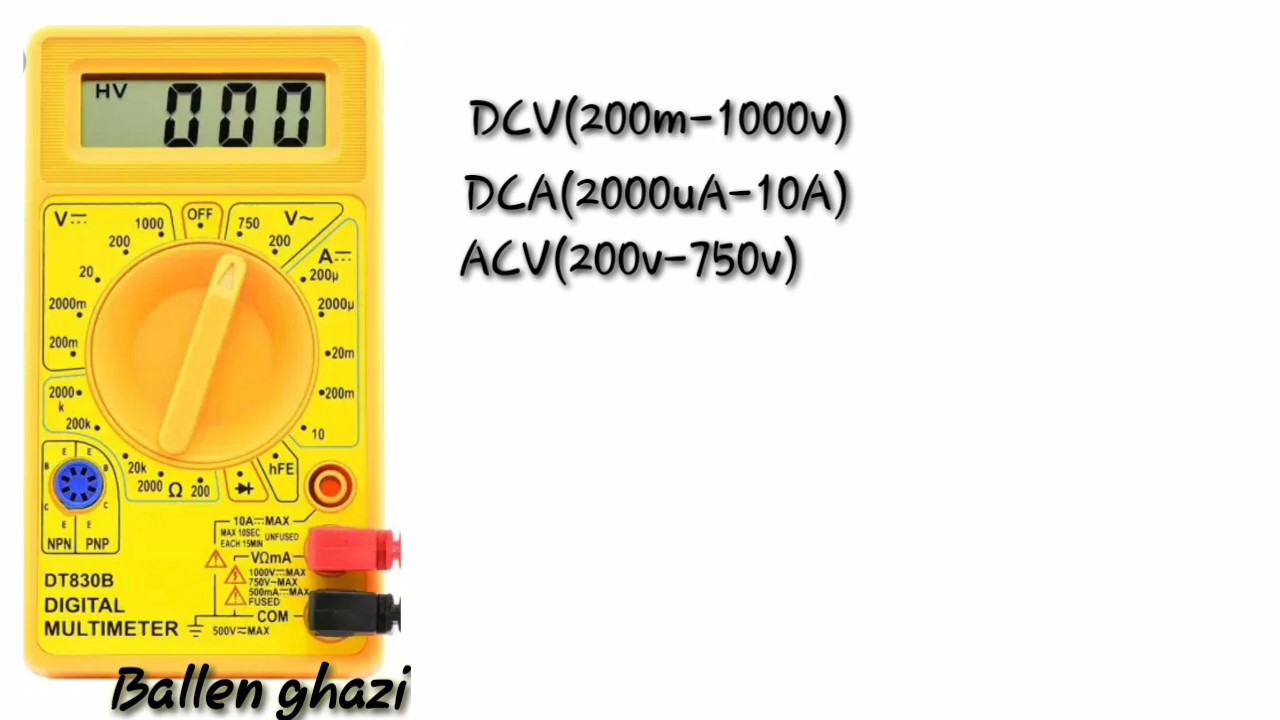 HV 000
DCV(200m-1000v)
DCA(2000uA-10A)
ACV(200v-750v)
V⎓ 1000 OFF 750 V~
200 200
A⎓
20 200µ
2000m 2000µ
200m 20m
2000k 200m
200k 10
20k hFE
2000 Ω 200
E E
B B
C C
E E
NPN PNP
10A⎓MAX
MAX 10SEC UNFUSED
EACH 15MIN
VΩmA
1000V⎓MAX
750V~MAX
500mA⎓MAX
FUSED
COM
500V≂MAX
DT830B
DIGITAL
MULTIMETER
Ballen ghazi